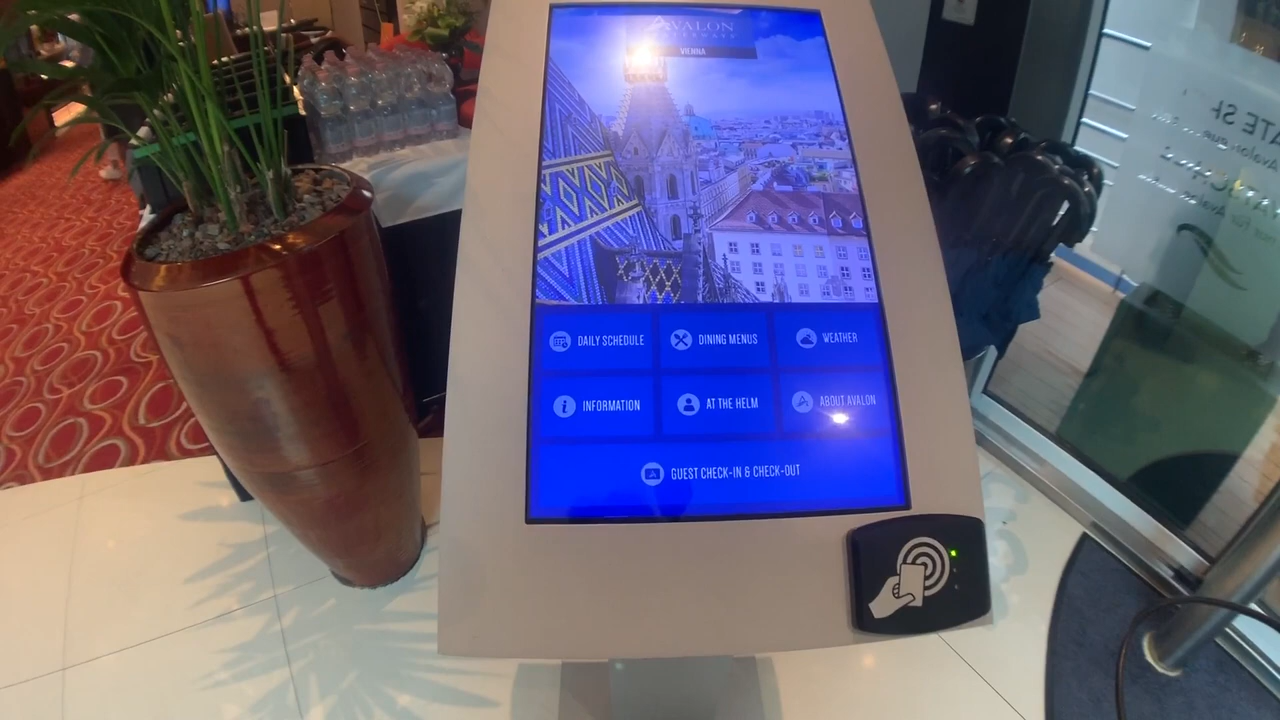 AVALON
WATERWAYS
VIENNA
DAILY SCHEDULE
DINING MENUS
WEATHER
INFORMATION
AT THE HELM
ABOUT AVALON
GUEST CHECK-IN & CHECK-OUT